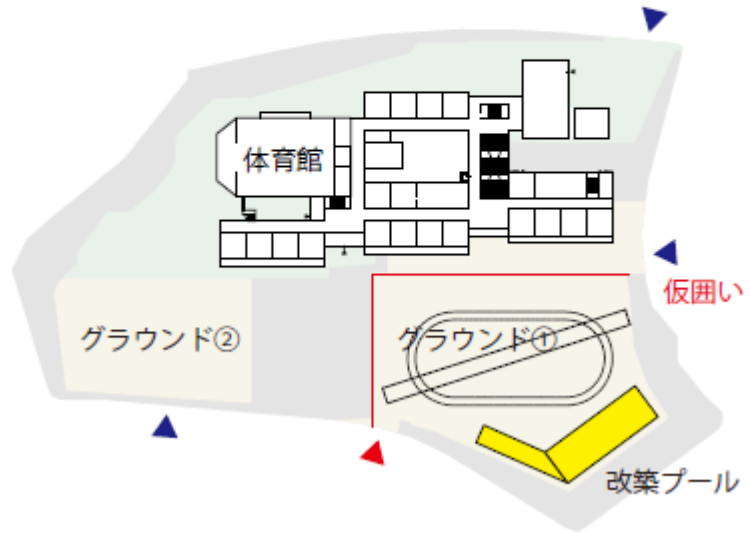 体育館
仮囲い
グラウンド②
グラウンド①
改築プール